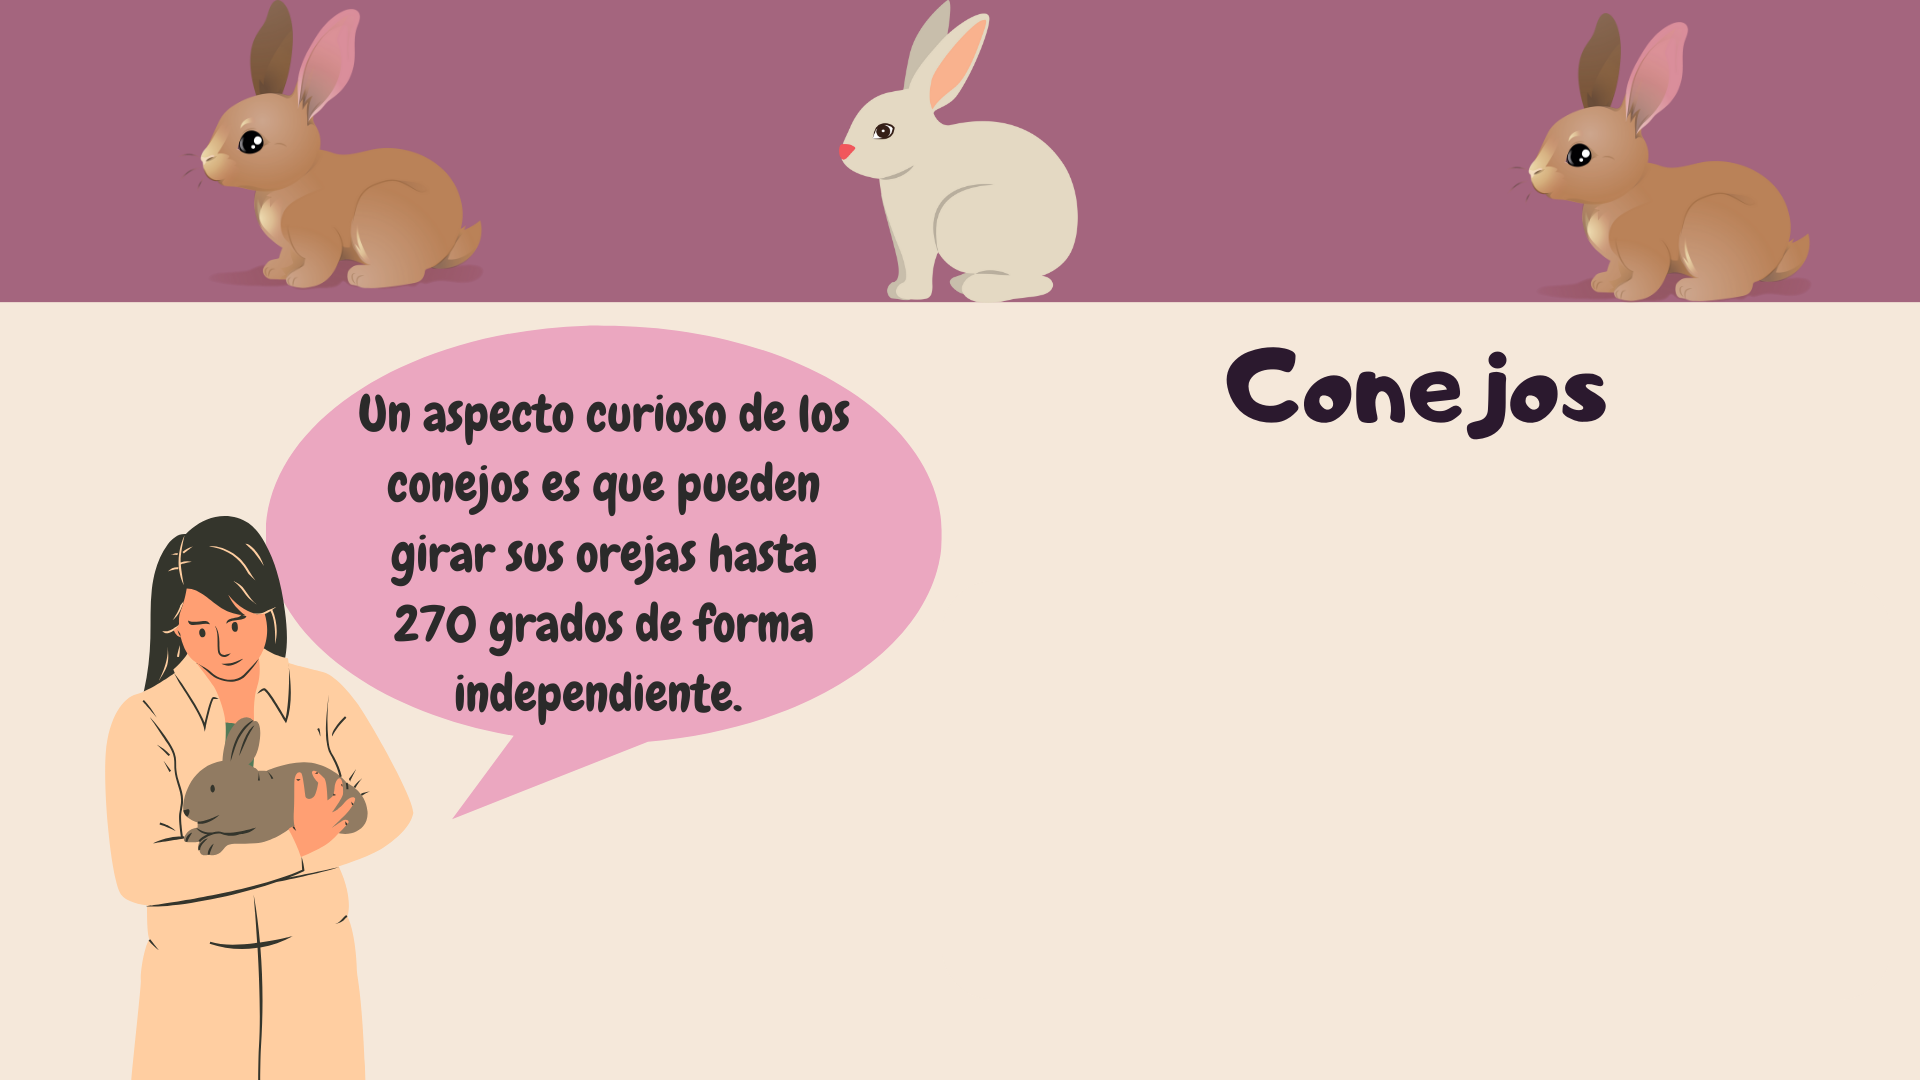 Un aspecto curioso de los
conejos es que pueden
girar sus orejas hasta
270 grados de forma
independiente.
Conejos